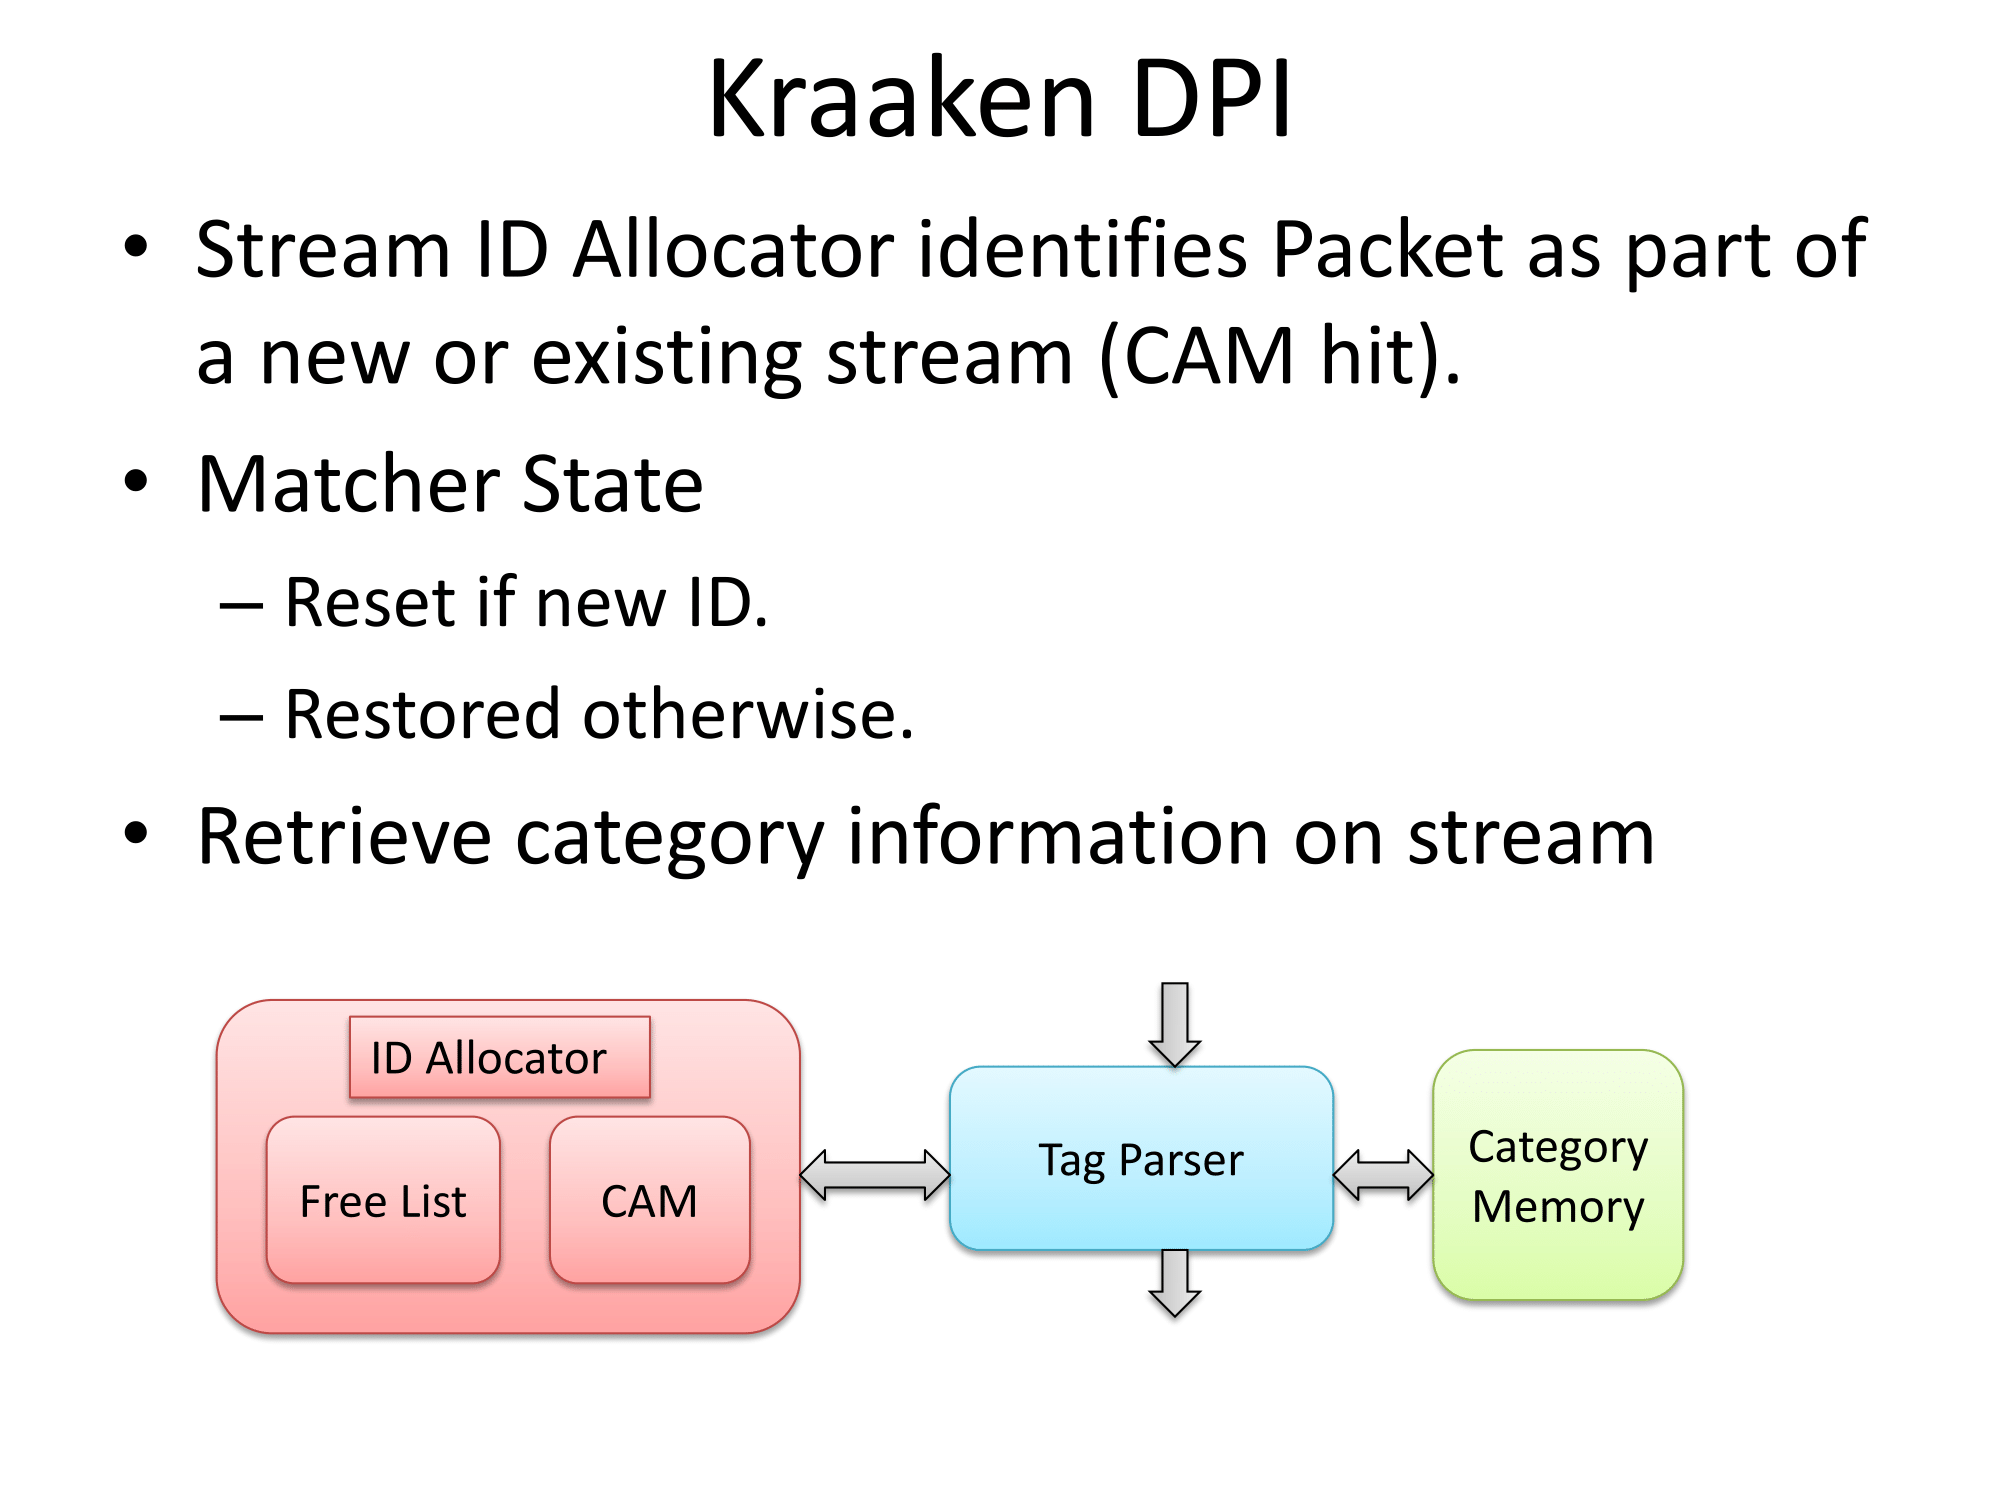 Kraaken DPI
• Stream ID Allocator identifies Packet as part of
a new or existing stream (CAM hit).
• Matcher State
– Reset if new ID.
– Restored otherwise.
• Retrieve category information on stream
ID Allocator
Free List
CAM
Tag Parser
Category
Memory